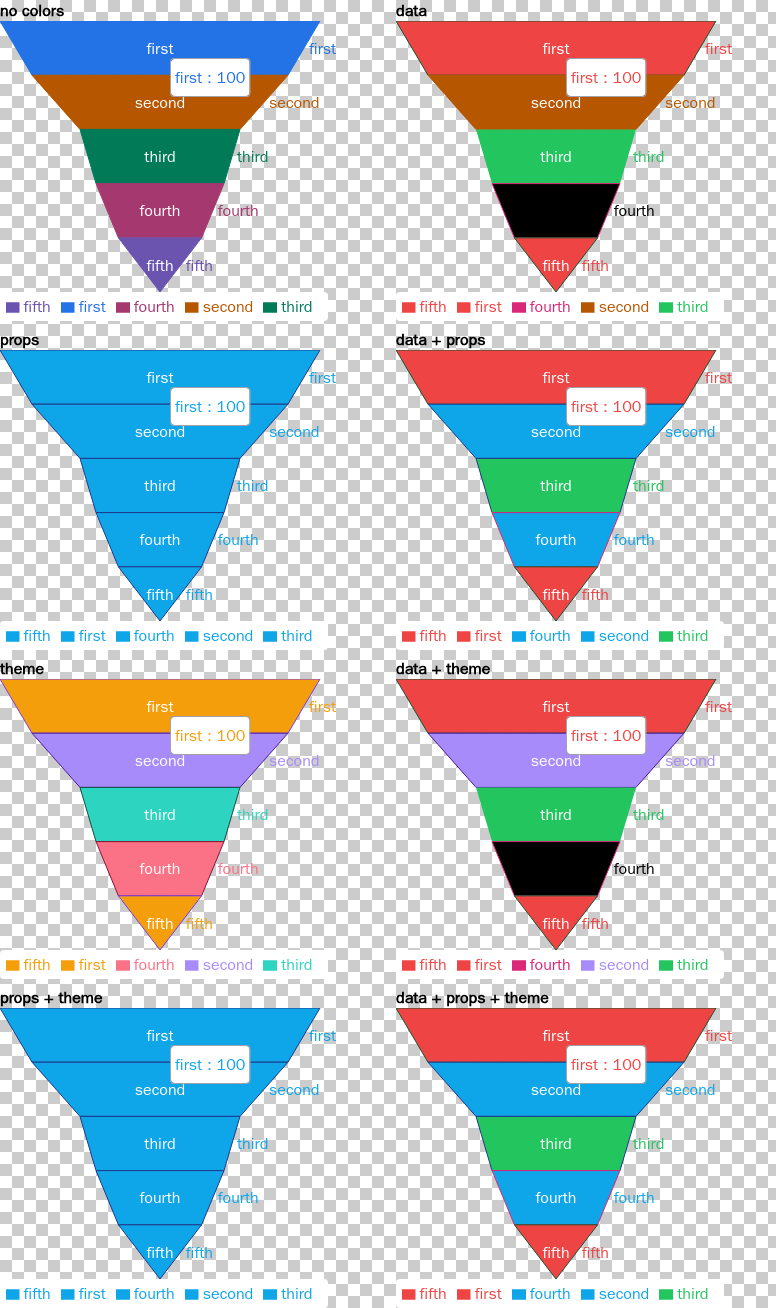 no colors
first first
first : 100
second second
third third
fourth fourth
fifth fifth
fifth first fourth second third
data
first first
first : 100
second second
third third
fourth
fifth fifth
fifth first fourth second third
props
first first
first : 100
second second
third third
fourth fourth
fifth fifth
fifth first fourth second third
data + props
first first
first : 100
second second
third third
fourth fourth
fifth fifth
fifth first fourth second third
theme
first first
first : 100
second second
third third
fourth fourth
fifth fifth
fifth first fourth second third
data + theme
first first
first : 100
second second
third third
fourth
fifth fifth
fifth first fourth second third
props + theme
first first
first : 100
second second
third third
fourth fourth
fifth fifth
fifth first fourth second third
data + props + theme
first first
first : 100
second second
third third
fourth fourth
fifth fifth
fifth first fourth second third